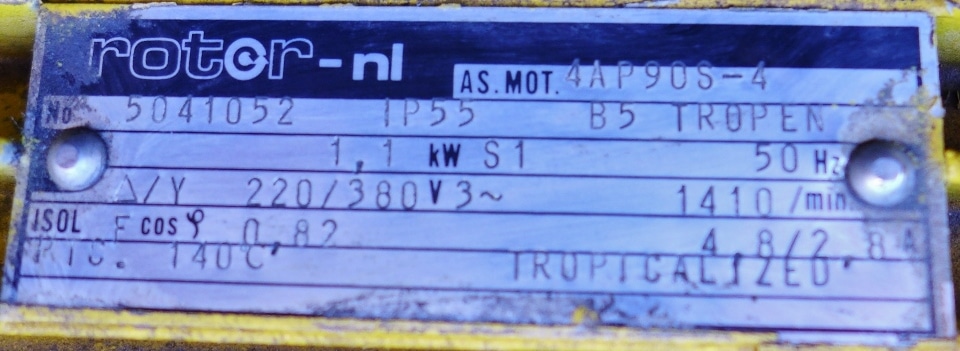 rotor-nl
AS.MOT. 4AP90S-4
No 5041052 IP55 B5 TROPEN
1,1 kW S1 50 Hz
Δ/Y 220/380 V 3~ 1410/min.
ISOL F cos φ 0,82 4,8/2,8A
PTC. 140C TROPICALIZED